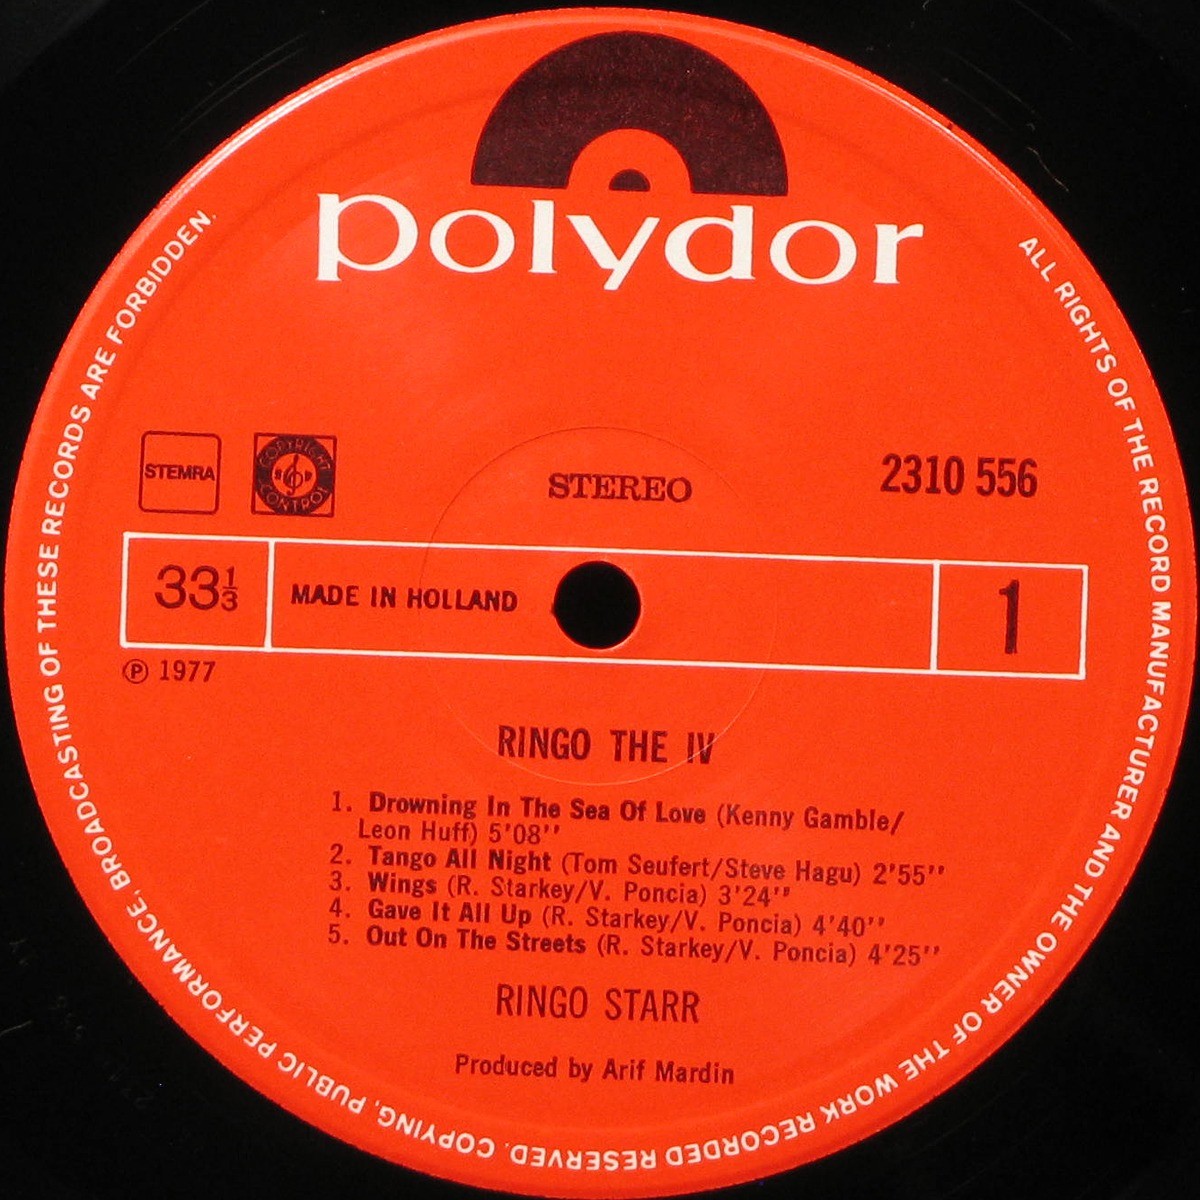 polydor
STEMRA
COPYRIGHT
CONTROL
STEREO
2310 556
33 1/3
MADE IN HOLLAND
1
℗ 1977
RINGO THE IV
1. Drowning In The Sea Of Love (Kenny Gamble/
Leon Huff) 5'08''
2. Tango All Night (Tom Seufert/Steve Hagu) 2'55''
3. Wings (R. Starkey/V. Poncia) 3'24''
4. Gave It All Up (R. Starkey/V. Poncia) 4'40''
5. Out On The Streets (R. Starkey/V. Poncia) 4'25''
RINGO STARR
Produced by Arif Mardin
ALL RIGHTS OF THE RECORD MANUFACTURER AND THE OWNER OF THE WORK RECORDED RESERVED. COPYING, PUBLIC PERFORMANCE, BROADCASTING OF THESE RECORDS ARE FORBIDDEN.